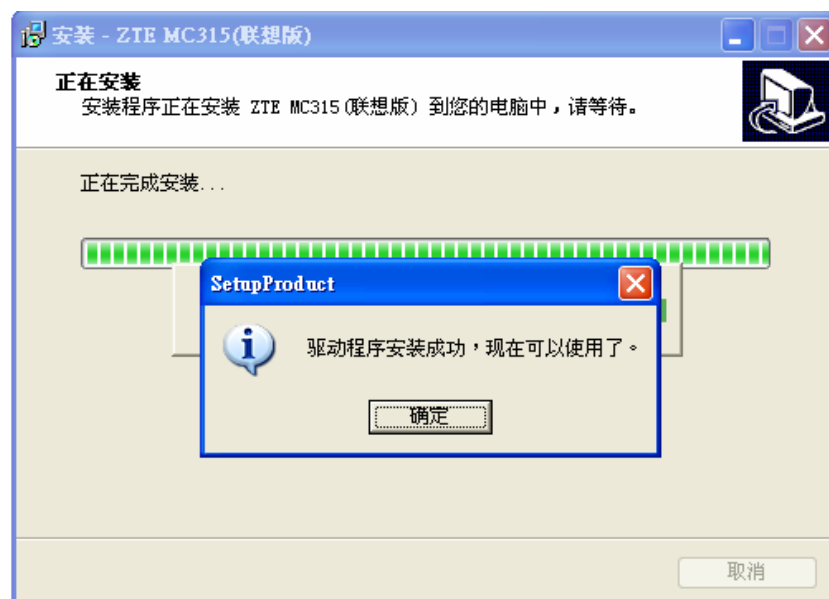 安装 - ZTE MC315(联想版)
正在安装
安装程序正在安装 ZTE MC315(联想版) 到您的电脑中，请等待。
正在完成安装...
SetupProduct
驱动程序安装成功，现在可以使用了。
确定
取消